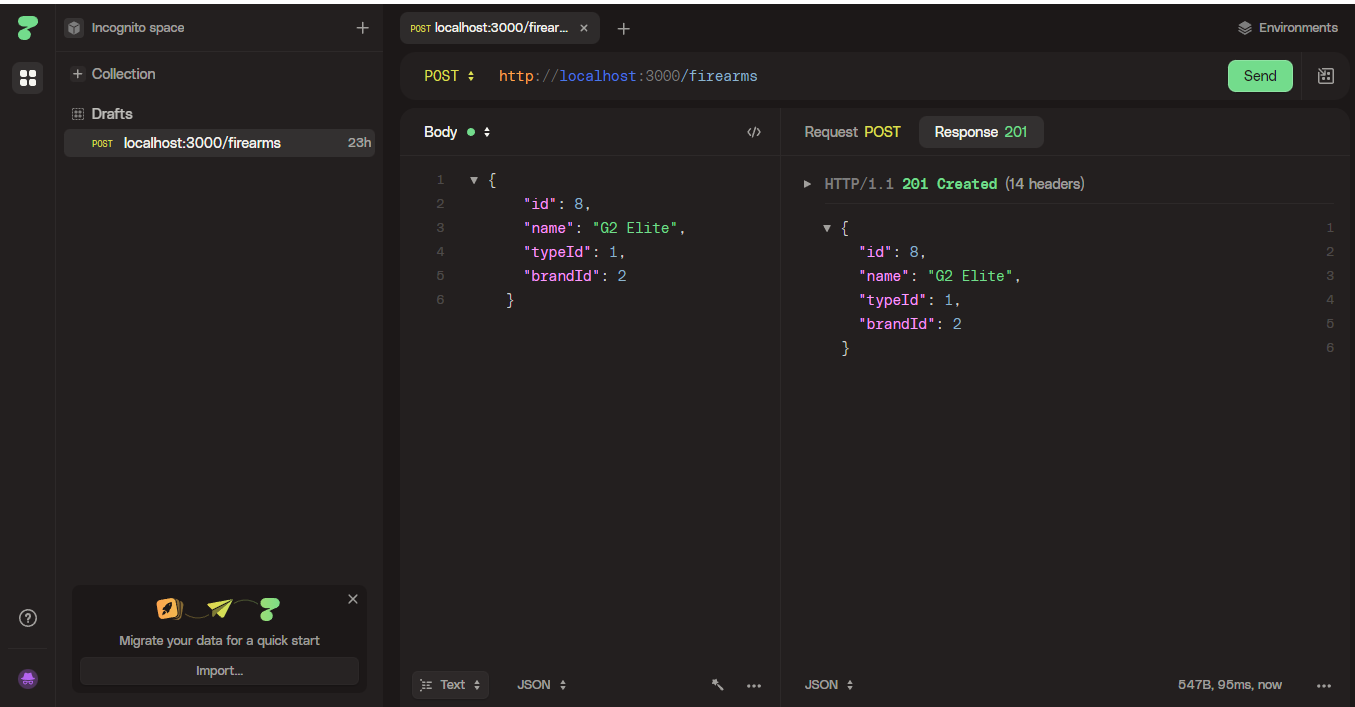 Incognito space
Collection
Drafts
POST localhost:3000/firearms 23h
Migrate your data for a quick start
Import...
POST localhost:3000/firear...
Environments
POST http://localhost:3000/firearms
Send
Body
1 {
2 "id": 8,
3 "name": "G2 Elite",
4 "typeId": 1,
5 "brandId": 2
6 }
Text JSON
Request POST Response 201
HTTP/1.1 201 Created (14 headers)
{ 1
"id": 8, 2
"name": "G2 Elite", 3
"typeId": 1, 4
"brandId": 2 5
} 6
JSON 547B, 95ms, now